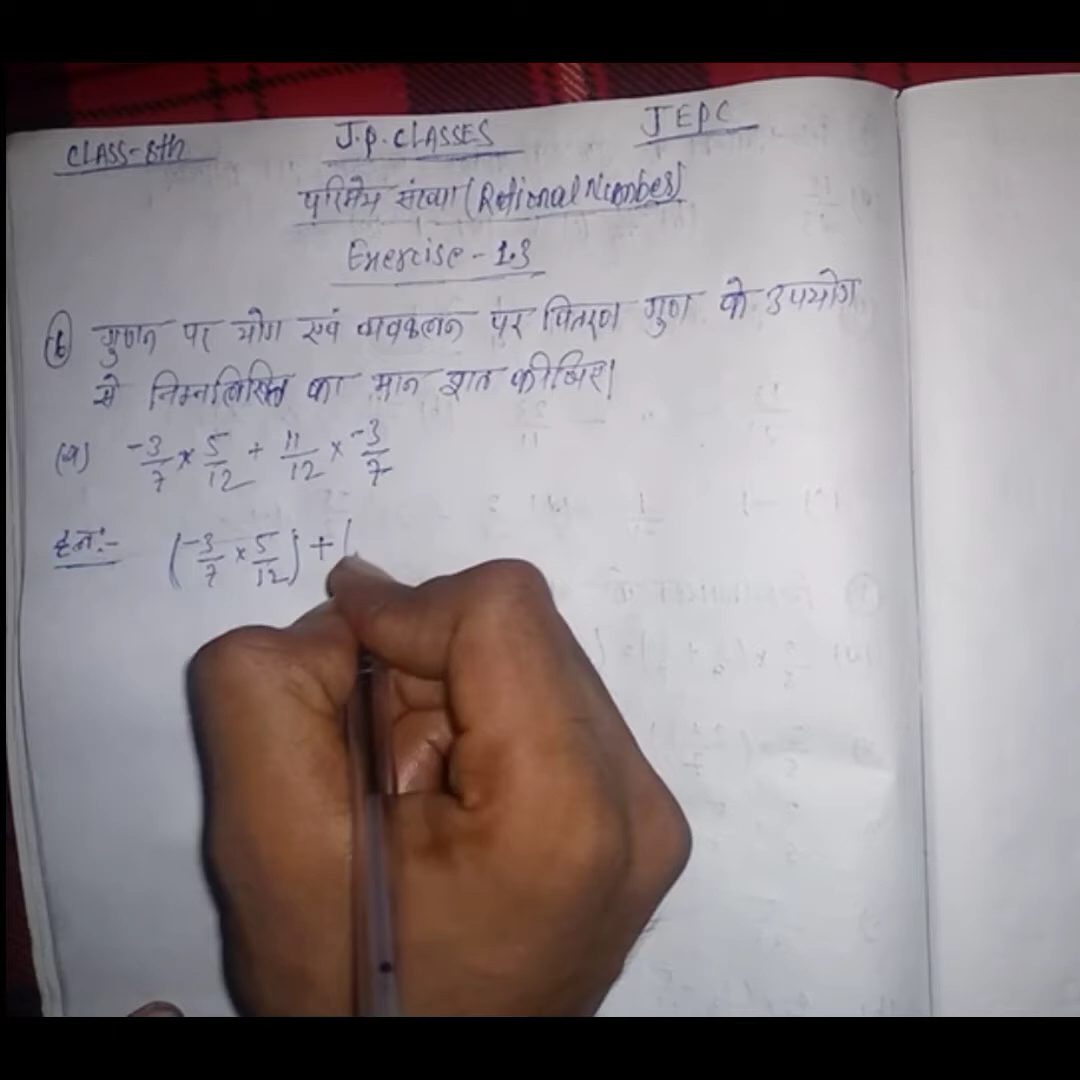 CLASS-8th J.P. CLASSES JEPC
परिमेय संख्या (Rational Number)
Exercise - 1.3
(6) गुणन पर योग एवं व्यवकलन पर वितरण गुण के उपयोग
से निम्नलिखित का मान ज्ञात कीजिए।
(a) -3/7 × 5/12 + 11/12 × -3/7
हल:- (-3/7 × 5/12) + (